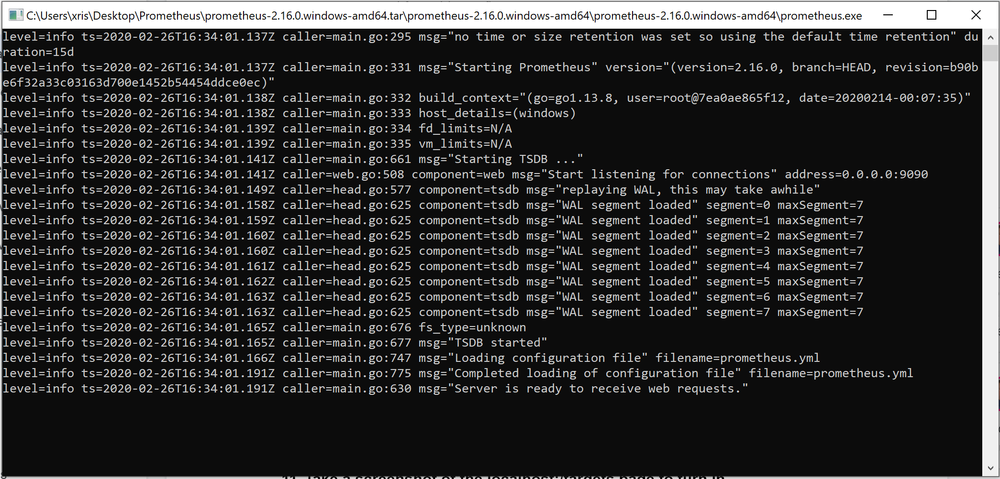 C:\Users\xris\Desktop\Prometheus\prometheus-2.16.0.windows-amd64.tar\prometheus-2.16.0.windows-amd64\prometheus-2.16.0.windows-amd64\prometheus.exe
level=info ts=2020-02-26T16:34:01.137Z caller=main.go:295 msg="no time or size retention was set so using the default time retention" du
ration=15d
level=info ts=2020-02-26T16:34:01.137Z caller=main.go:331 msg="Starting Prometheus" version="(version=2.16.0, branch=HEAD, revision=b90b
e6f32a33c03163d700e1452b54454ddce0ec)"
level=info ts=2020-02-26T16:34:01.138Z caller=main.go:332 build_context="(go=go1.13.8, user=root@7ea0ae865f12, date=20200214-00:07:35)"
level=info ts=2020-02-26T16:34:01.138Z caller=main.go:333 host_details=(windows)
level=info ts=2020-02-26T16:34:01.139Z caller=main.go:334 fd_limits=N/A
level=info ts=2020-02-26T16:34:01.139Z caller=main.go:335 vm_limits=N/A
level=info ts=2020-02-26T16:34:01.141Z caller=main.go:661 msg="Starting TSDB ..."
level=info ts=2020-02-26T16:34:01.141Z caller=web.go:508 component=web msg="Start listening for connections" address=0.0.0.0:9090
level=info ts=2020-02-26T16:34:01.149Z caller=head.go:577 component=tsdb msg="replaying WAL, this may take awhile"
level=info ts=2020-02-26T16:34:01.158Z caller=head.go:625 component=tsdb msg="WAL segment loaded" segment=0 maxSegment=7
level=info ts=2020-02-26T16:34:01.159Z caller=head.go:625 component=tsdb msg="WAL segment loaded" segment=1 maxSegment=7
level=info ts=2020-02-26T16:34:01.160Z caller=head.go:625 component=tsdb msg="WAL segment loaded" segment=2 maxSegment=7
level=info ts=2020-02-26T16:34:01.160Z caller=head.go:625 component=tsdb msg="WAL segment loaded" segment=3 maxSegment=7
level=info ts=2020-02-26T16:34:01.161Z caller=head.go:625 component=tsdb msg="WAL segment loaded" segment=4 maxSegment=7
level=info ts=2020-02-26T16:34:01.162Z caller=head.go:625 component=tsdb msg="WAL segment loaded" segment=5 maxSegment=7
level=info ts=2020-02-26T16:34:01.163Z caller=head.go:625 component=tsdb msg="WAL segment loaded" segment=6 maxSegment=7
level=info ts=2020-02-26T16:34:01.163Z caller=head.go:625 component=tsdb msg="WAL segment loaded" segment=7 maxSegment=7
level=info ts=2020-02-26T16:34:01.165Z caller=main.go:676 fs_type=unknown
level=info ts=2020-02-26T16:34:01.165Z caller=main.go:677 msg="TSDB started"
level=info ts=2020-02-26T16:34:01.166Z caller=main.go:747 msg="Loading configuration file" filename=prometheus.yml
level=info ts=2020-02-26T16:34:01.191Z caller=main.go:775 msg="Completed loading of configuration file" filename=prometheus.yml
level=info ts=2020-02-26T16:34:01.191Z caller=main.go:630 msg="Server is ready to receive web requests."
11. Take a screenshot of the localhost:/targets page to turn in